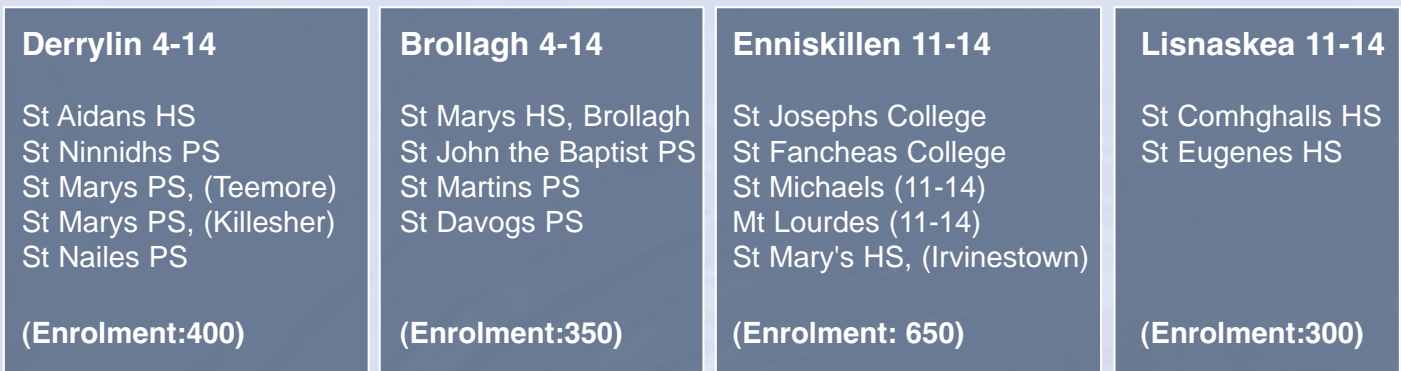 Derrylin 4-14
St Aidans HS
St Ninnidhs PS
St Marys PS, (Teemore)
St Marys PS, (Killesher)
St Nailes PS
(Enrolment:400)
Brollagh 4-14
St Marys HS, Brollagh
St John the Baptist PS
St Martins PS
St Davogs PS
(Enrolment:350)
Enniskillen 11-14
St Josephs College
St Fancheas College
St Michaels (11-14)
Mt Lourdes (11-14)
St Mary's HS, (Irvinestown)
(Enrolment: 650)
Lisnaskea 11-14
St Comhghalls HS
St Eugenes HS
(Enrolment:300)